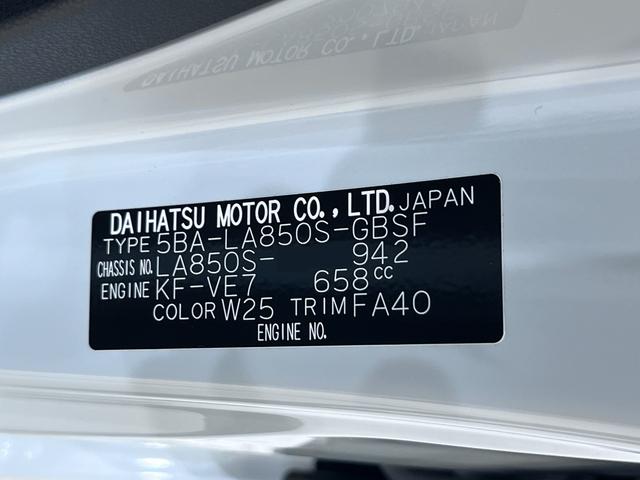 DAIHATSU MOTOR CO., LTD. JAPAN
TYPE 5BA-LA850S-GBSF
CHASSIS NO. LA850S- 942
ENGINE KF-VE7 658cc
COLOR W25 TRIM FA40
ENGINE NO.